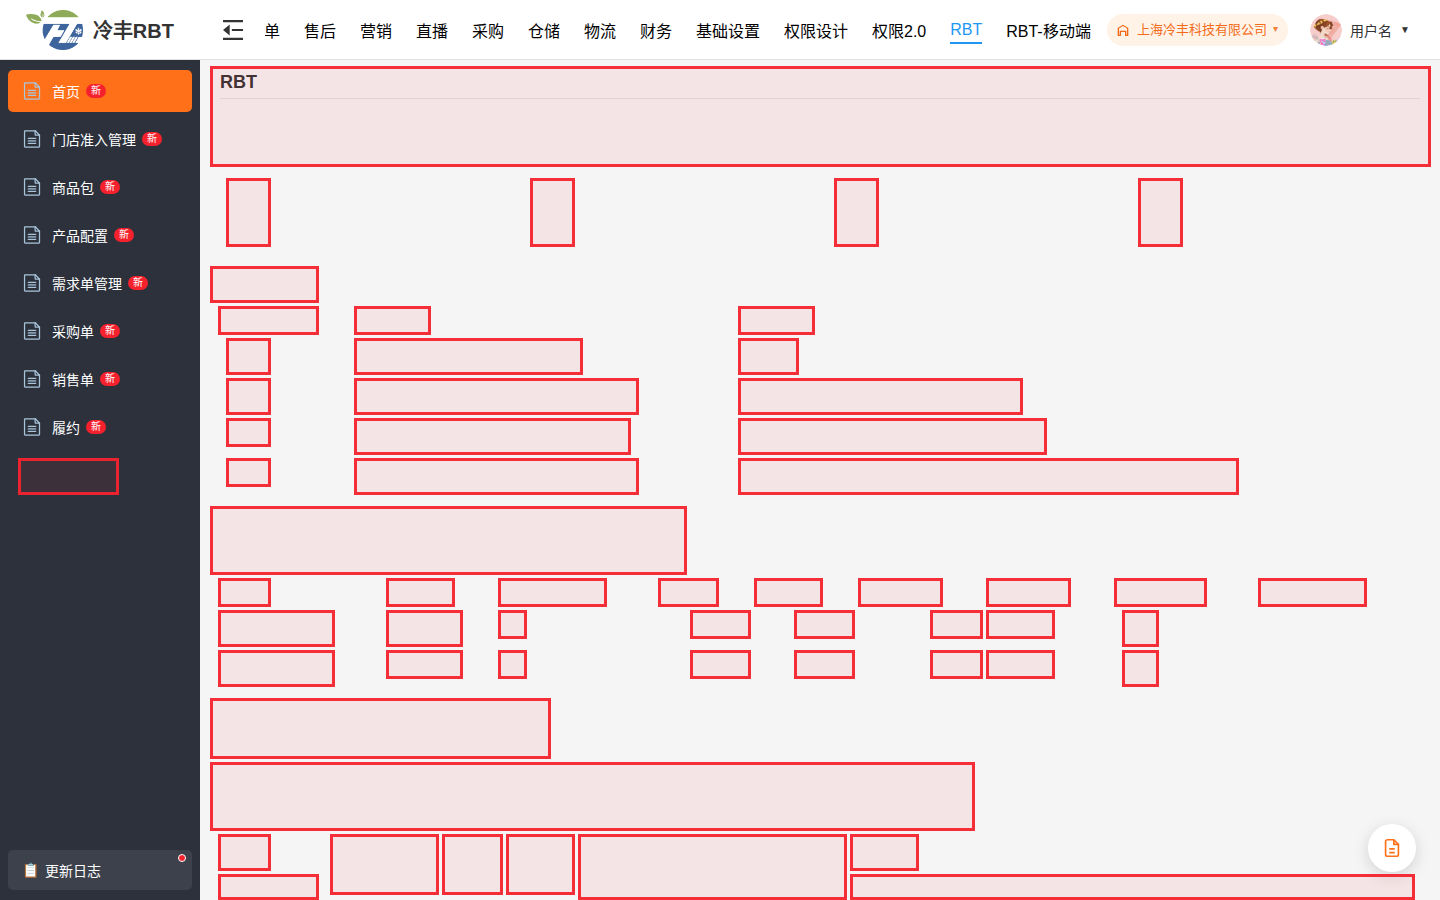 冷丰RBT
单 售后 营销 直播 采购 仓储 物流 财务 基础设置 权限设计 权限2.0 RBT RBT-移动端
上海冷丰科技有限公司
用户名
首页 新
门店准入管理 新
商品包 新
产品配置 新
需求单管理 新
采购单 新
销售单 新
履约 新
更新日志
RBT